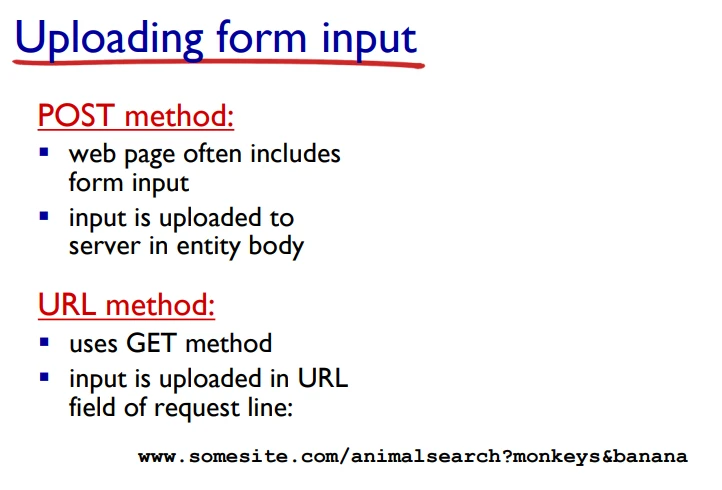 Uploading form input
POST method:
▪ web page often includes
form input
▪ input is uploaded to
server in entity body
URL method:
▪ uses GET method
▪ input is uploaded in URL
field of request line:
www.somesite.com/animalsearch?monkeys&banana